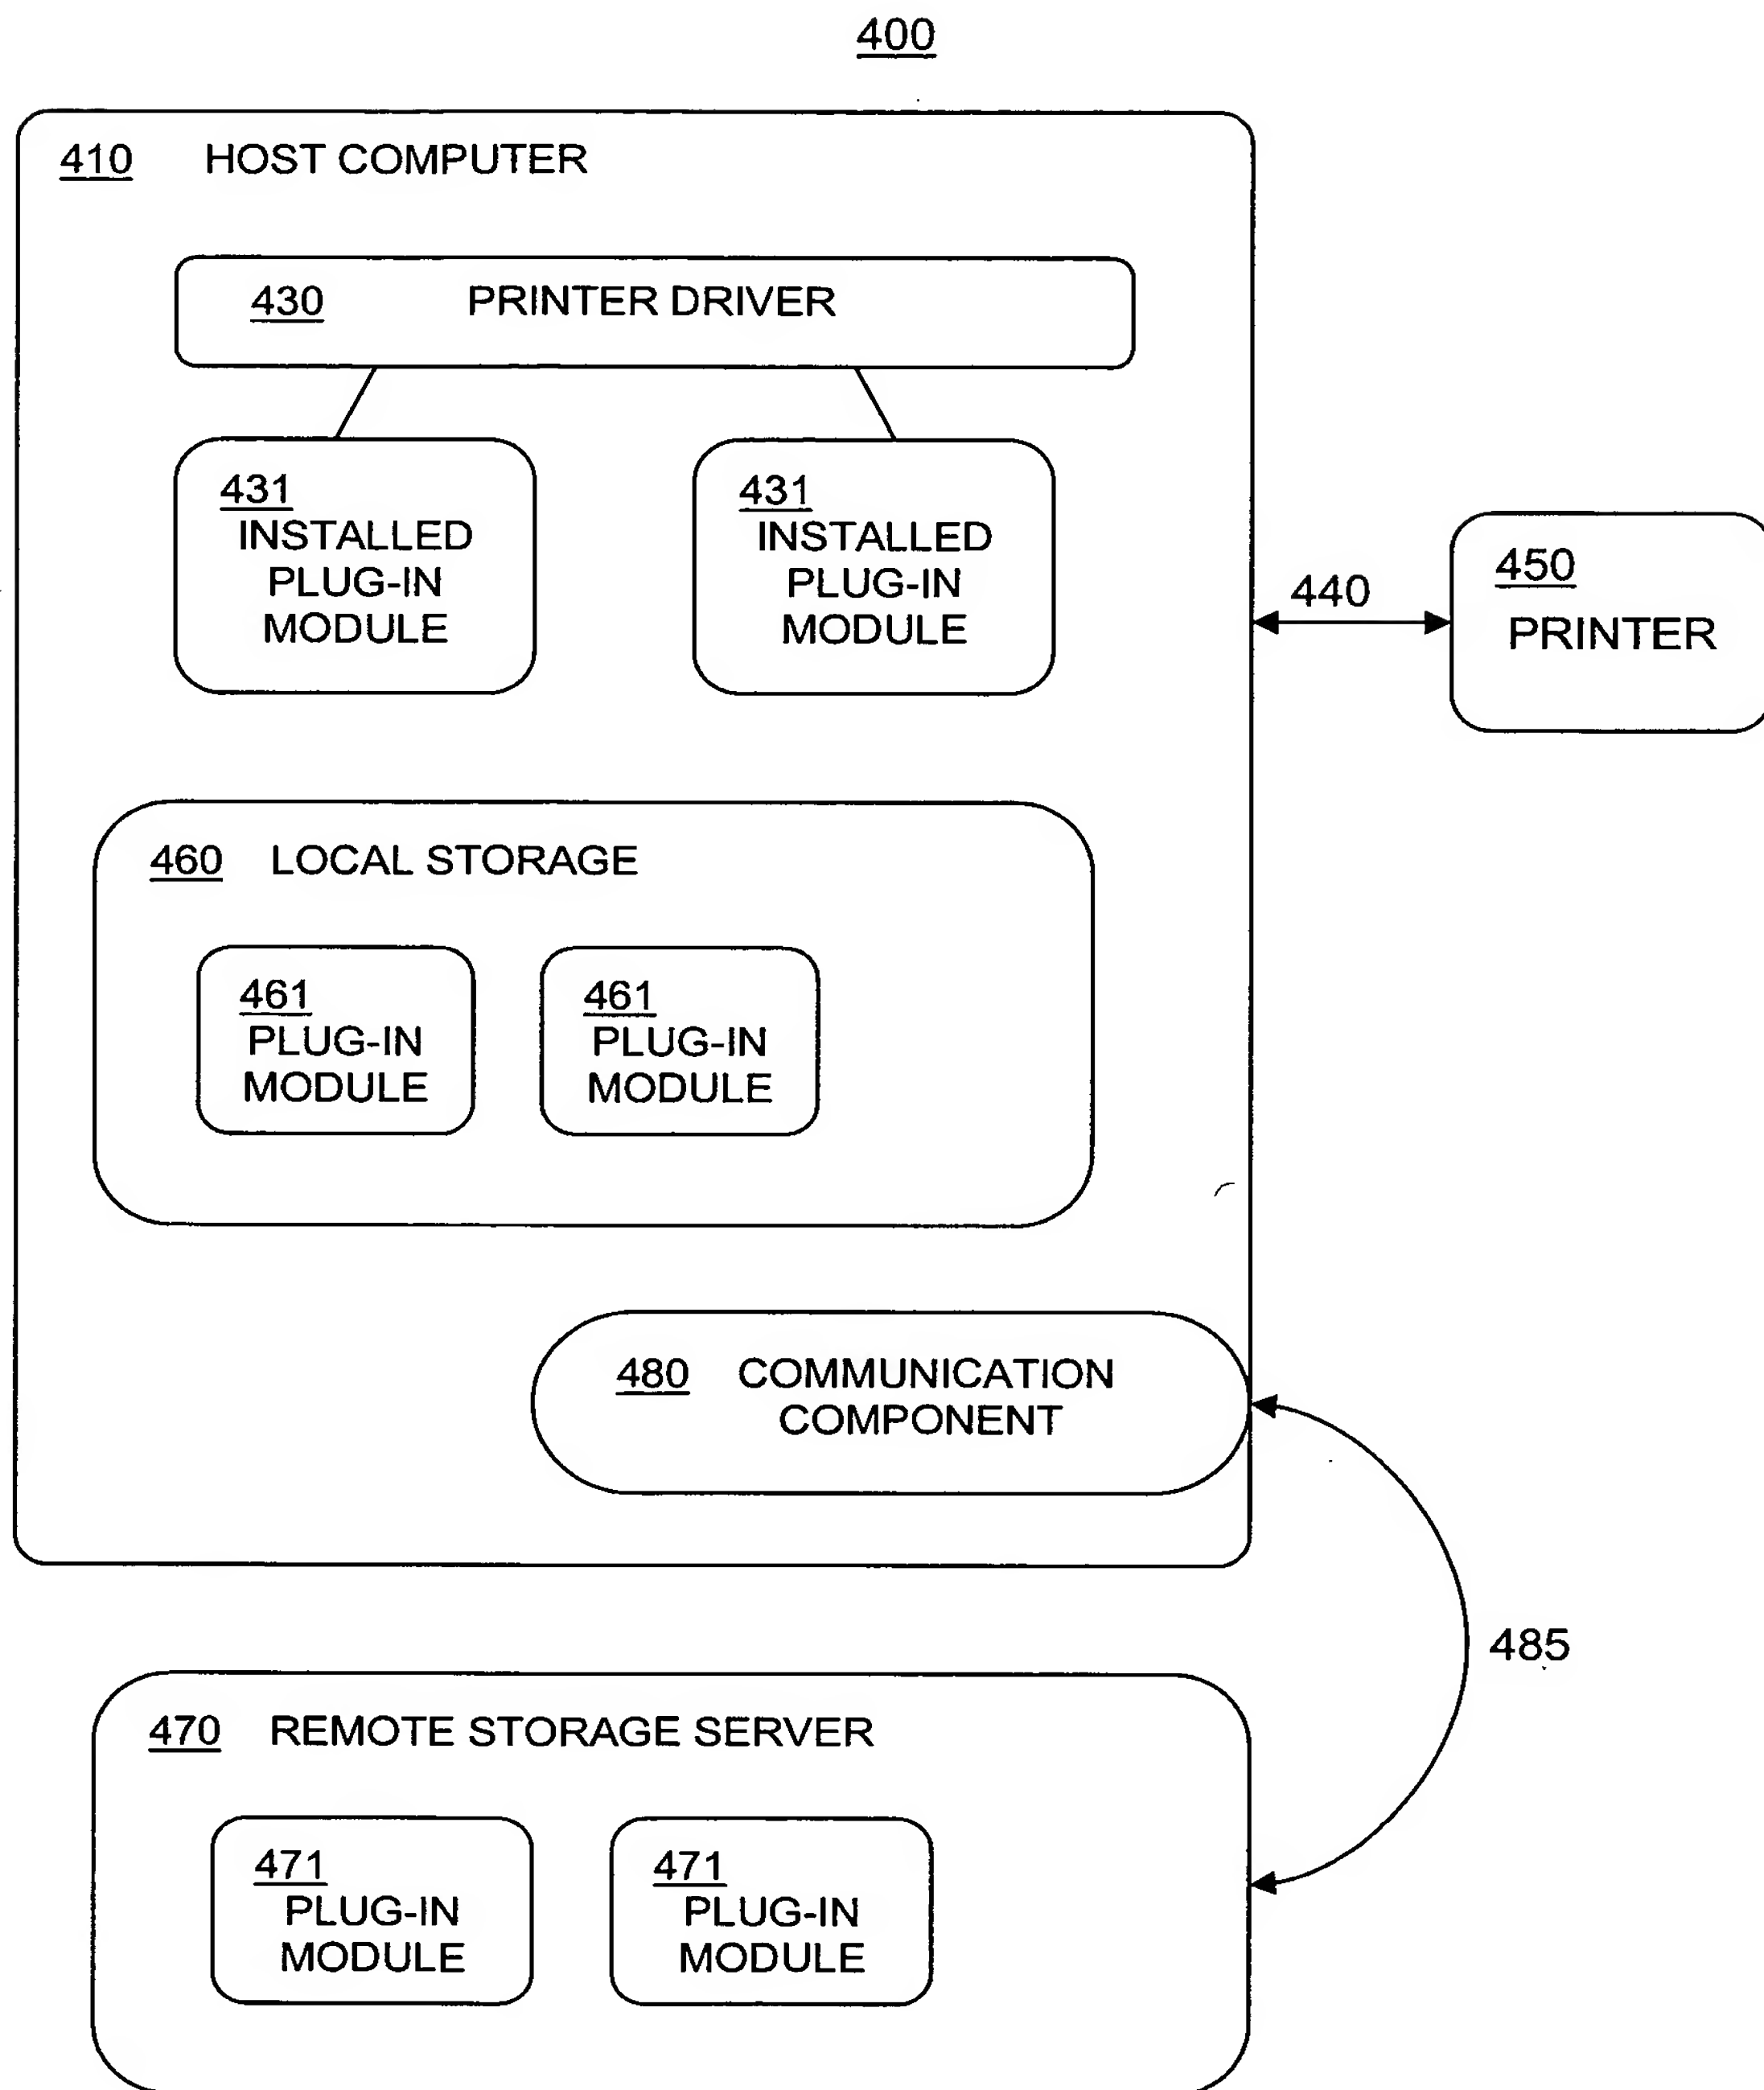 400
410 HOST COMPUTER
430 PRINTER DRIVER
431
INSTALLED
PLUG-IN
MODULE
431
INSTALLED
PLUG-IN
MODULE
440
450
PRINTER
460 LOCAL STORAGE
461
PLUG-IN
MODULE
461
PLUG-IN
MODULE
480 COMMUNICATION
COMPONENT
485
470 REMOTE STORAGE SERVER
471
PLUG-IN
MODULE
471
PLUG-IN
MODULE